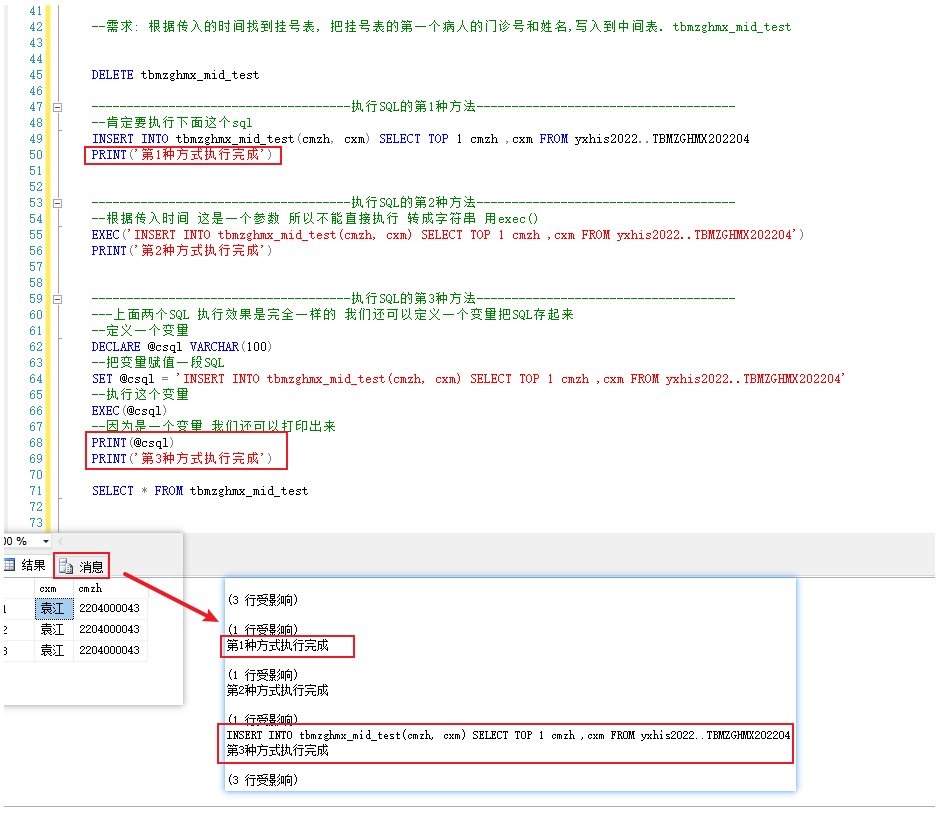 41
42 --需求: 根据传入的时间找到挂号表, 把挂号表的第一个病人的门诊号和姓名,写入到中间表. tbmzghmx_mid_test
43
44
45 DELETE tbmzghmx_mid_test
46
47 -------------------------------------执行SQL的第1种方法-------------------------------------
48 --肯定要执行下面这个sql
49 INSERT INTO tbmzghmx_mid_test(cmzh, cxm) SELECT TOP 1 cmzh ,cxm FROM yxhis2022..TBMZGHMX202204
50 PRINT('第1种方式执行完成')
51
52
53 -------------------------------------执行SQL的第2种方法-------------------------------------
54 --根据传入时间 这是一个参数 所以不能直接执行 转成字符串 用exec()
55 EXEC('INSERT INTO tbmzghmx_mid_test(cmzh, cxm) SELECT TOP 1 cmzh ,cxm FROM yxhis2022..TBMZGHMX202204')
56 PRINT('第2种方式执行完成')
57
58
59 -------------------------------------执行SQL的第3种方法-------------------------------------
60 ---上面两个SQL 执行效果是完全一样的 我们还可以定义一个变量把SQL存起来
61 --定义一个变量
62 DECLARE @csql VARCHAR(100)
63 --把变量赋值一段SQL
64 SET @csql = 'INSERT INTO tbmzghmx_mid_test(cmzh, cxm) SELECT TOP 1 cmzh ,cxm FROM yxhis2022..TBMZGHMX202204'
65 --执行这个变量
66 EXEC(@csql)
67 --因为是一个变量 我们还可以打印出来
68 PRINT(@csql)
69 PRINT('第3种方式执行完成')
70
71 SELECT * FROM tbmzghmx_mid_test
72
73
00 %
结果 消息
cxm cmzh
1 袁江 2204000043
2 袁江 2204000043
3 袁江 2204000043
(3 行受影响)
(1 行受影响)
第1种方式执行完成
(1 行受影响)
第2种方式执行完成
(1 行受影响)
INSERT INTO tbmzghmx_mid_test(cmzh, cxm) SELECT TOP 1 cmzh ,cxm FROM yxhis2022..TBMZGHMX202204
第3种方式执行完成
(3 行受影响)